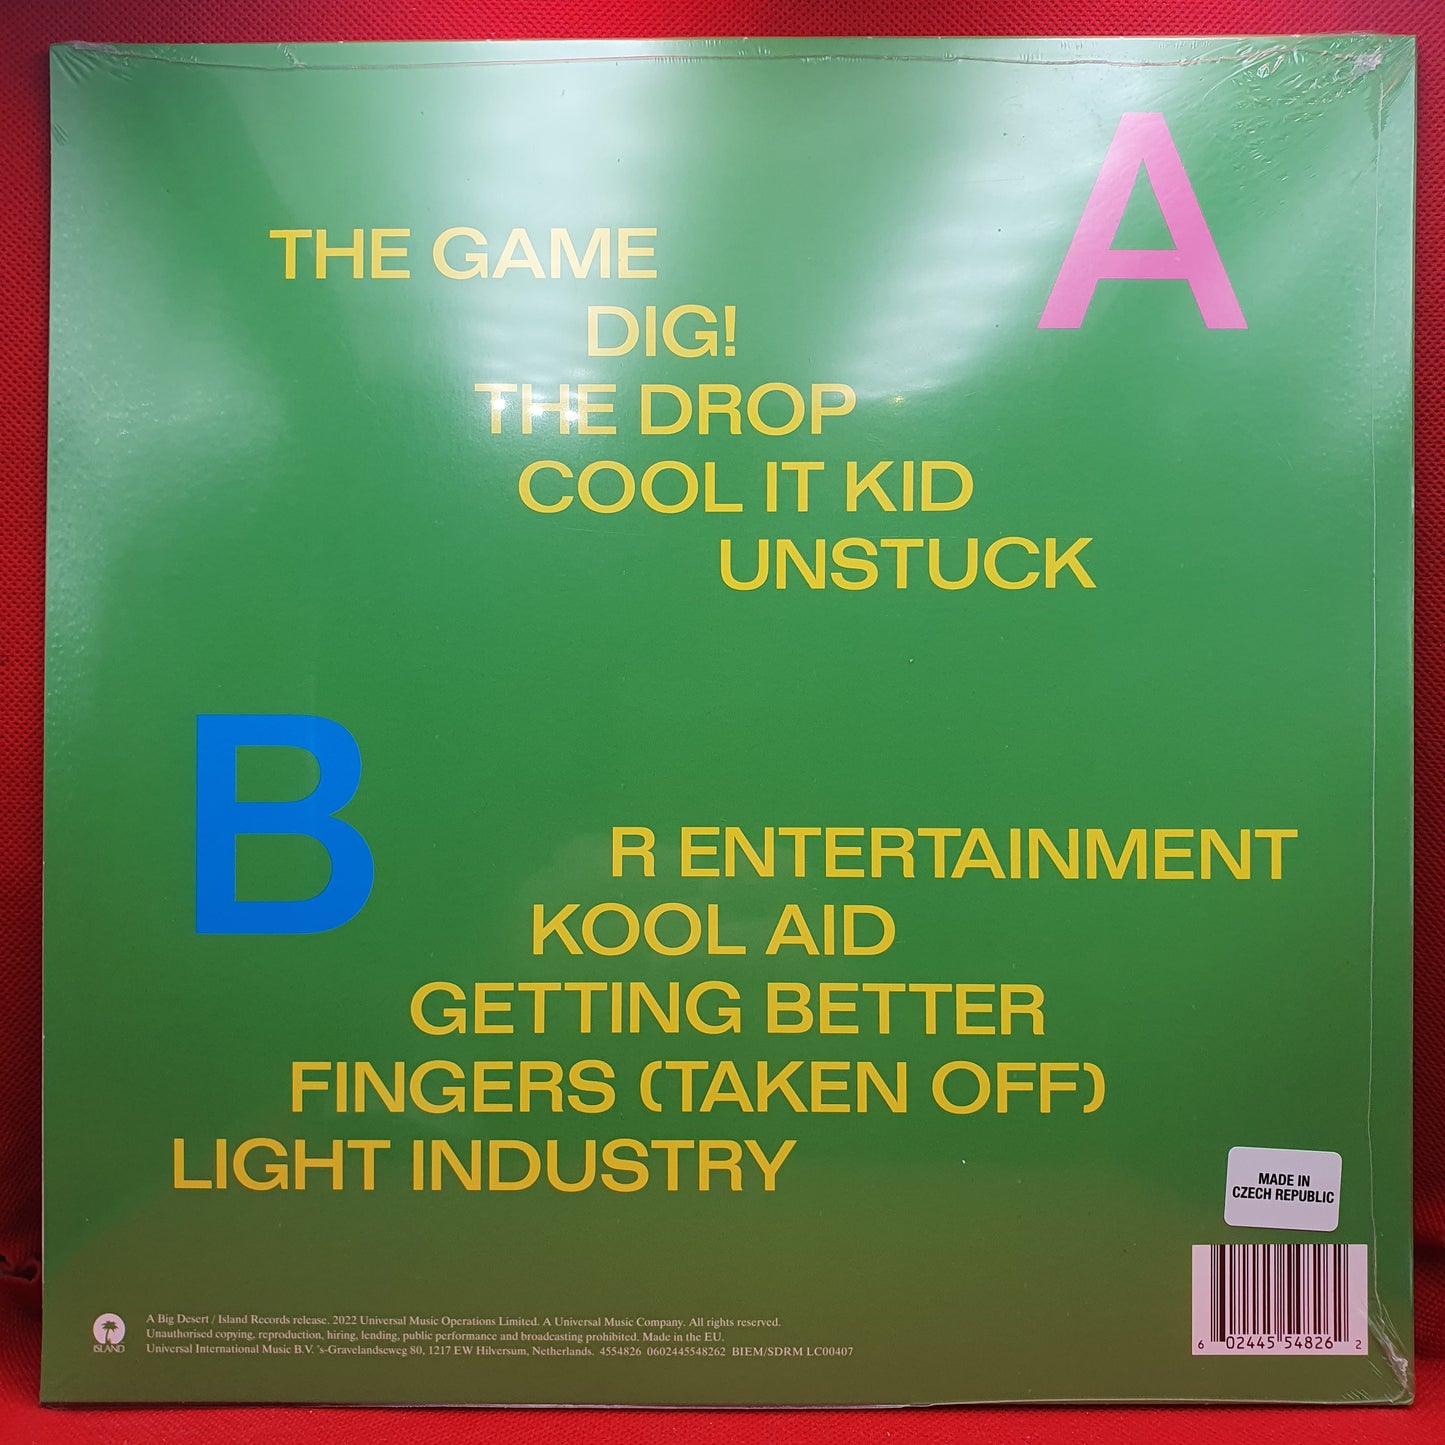 A
THE GAME
DIG!
THE DROP
COOL IT KID
UNSTUCK
B
R ENTERTAINMENT
KOOL AID
GETTING BETTER
FINGERS (TAKEN OFF)
LIGHT INDUSTRY
MADE IN
CZECH REPUBLIC
6 02445 54826 2
ISLAND
A Big Desert / Island Records release. 2022 Universal Music Operations Limited. A Universal Music Company. All rights reserved.
Unauthorised copying, reproduction, hiring, lending, public performance and broadcasting prohibited. Made in the EU.
Universal International Music B.V. 's-Gravelandseweg 80, 1217 EW Hilversum, Netherlands. 4554826 0602445548262 BIEM/SDRM LC00407